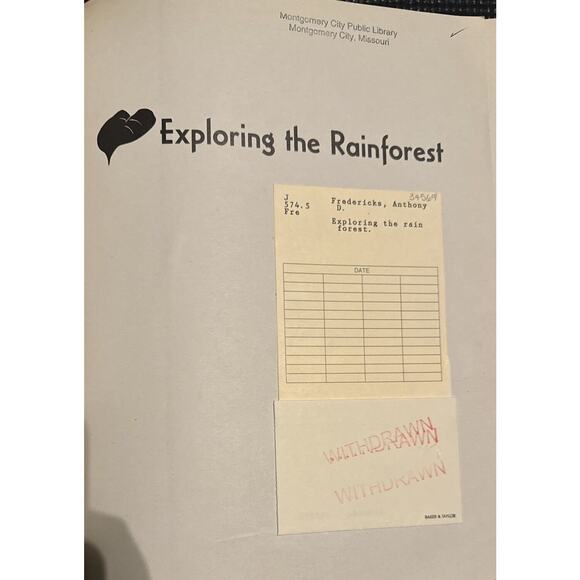 Montgomery City Public Library
Montgomery City, Missouri
Exploring the Rainforest
34569
J
574.5
Fre
Fredericks, Anthony
D.
Exploring the rain
forest.
DATE
WITHDRAWN
WITHDRAWN
WITHDRAWN
BAKER & TAYLOR